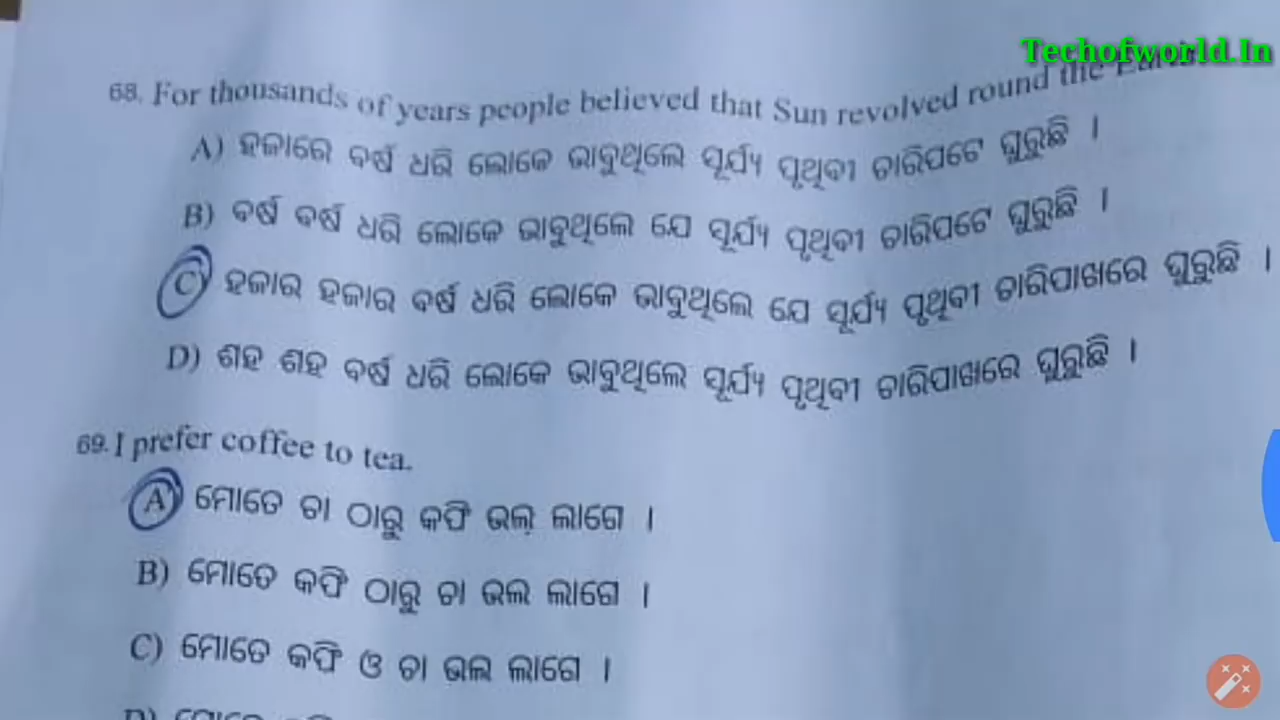 Techofworld.In
68. For thousands of years people believed that Sun revolved round the Earth
A) ହଜାରେ ବର୍ଷ ଧରି ଲୋକେ ଭାବୁଥିଲେ ସୂର୍ଯ୍ୟ ପୃଥିବୀ ଚାରିପଟେ ଘୁରୁଛି ।
B) ବର୍ଷ ବର୍ଷ ଧରି ଲୋକେ ଭାବୁଥିଲେ ଯେ ସୂର୍ଯ୍ୟ ପୃଥିବୀ ଚାରିପଟେ ଘୁରୁଛି ।
C) ହଜାର ହଜାର ବର୍ଷ ଧରି ଲୋକେ ଭାବୁଥିଲେ ଯେ ସୂର୍ଯ୍ୟ ପୃଥିବୀ ଚାରିପାଖରେ ଘୁରୁଛି ।
D) ଶହ ଶହ ବର୍ଷ ଧରି ଲୋକେ ଭାବୁଥିଲେ ସୂର୍ଯ୍ୟ ପୃଥିବୀ ଚାରିପାଖରେ ଘୁରୁଛି ।
69. I prefer coffee to tea.
A) ମୋତେ ଚା ଠାରୁ କଫି ଭଲ ଲାଗେ ।
B) ମୋତେ କଫି ଠାରୁ ଚା ଭଲ ଲାଗେ ।
C) ମୋତେ କଫି ଓ ଚା ଭଲ ଲାଗେ ।
D) ମୋତେ